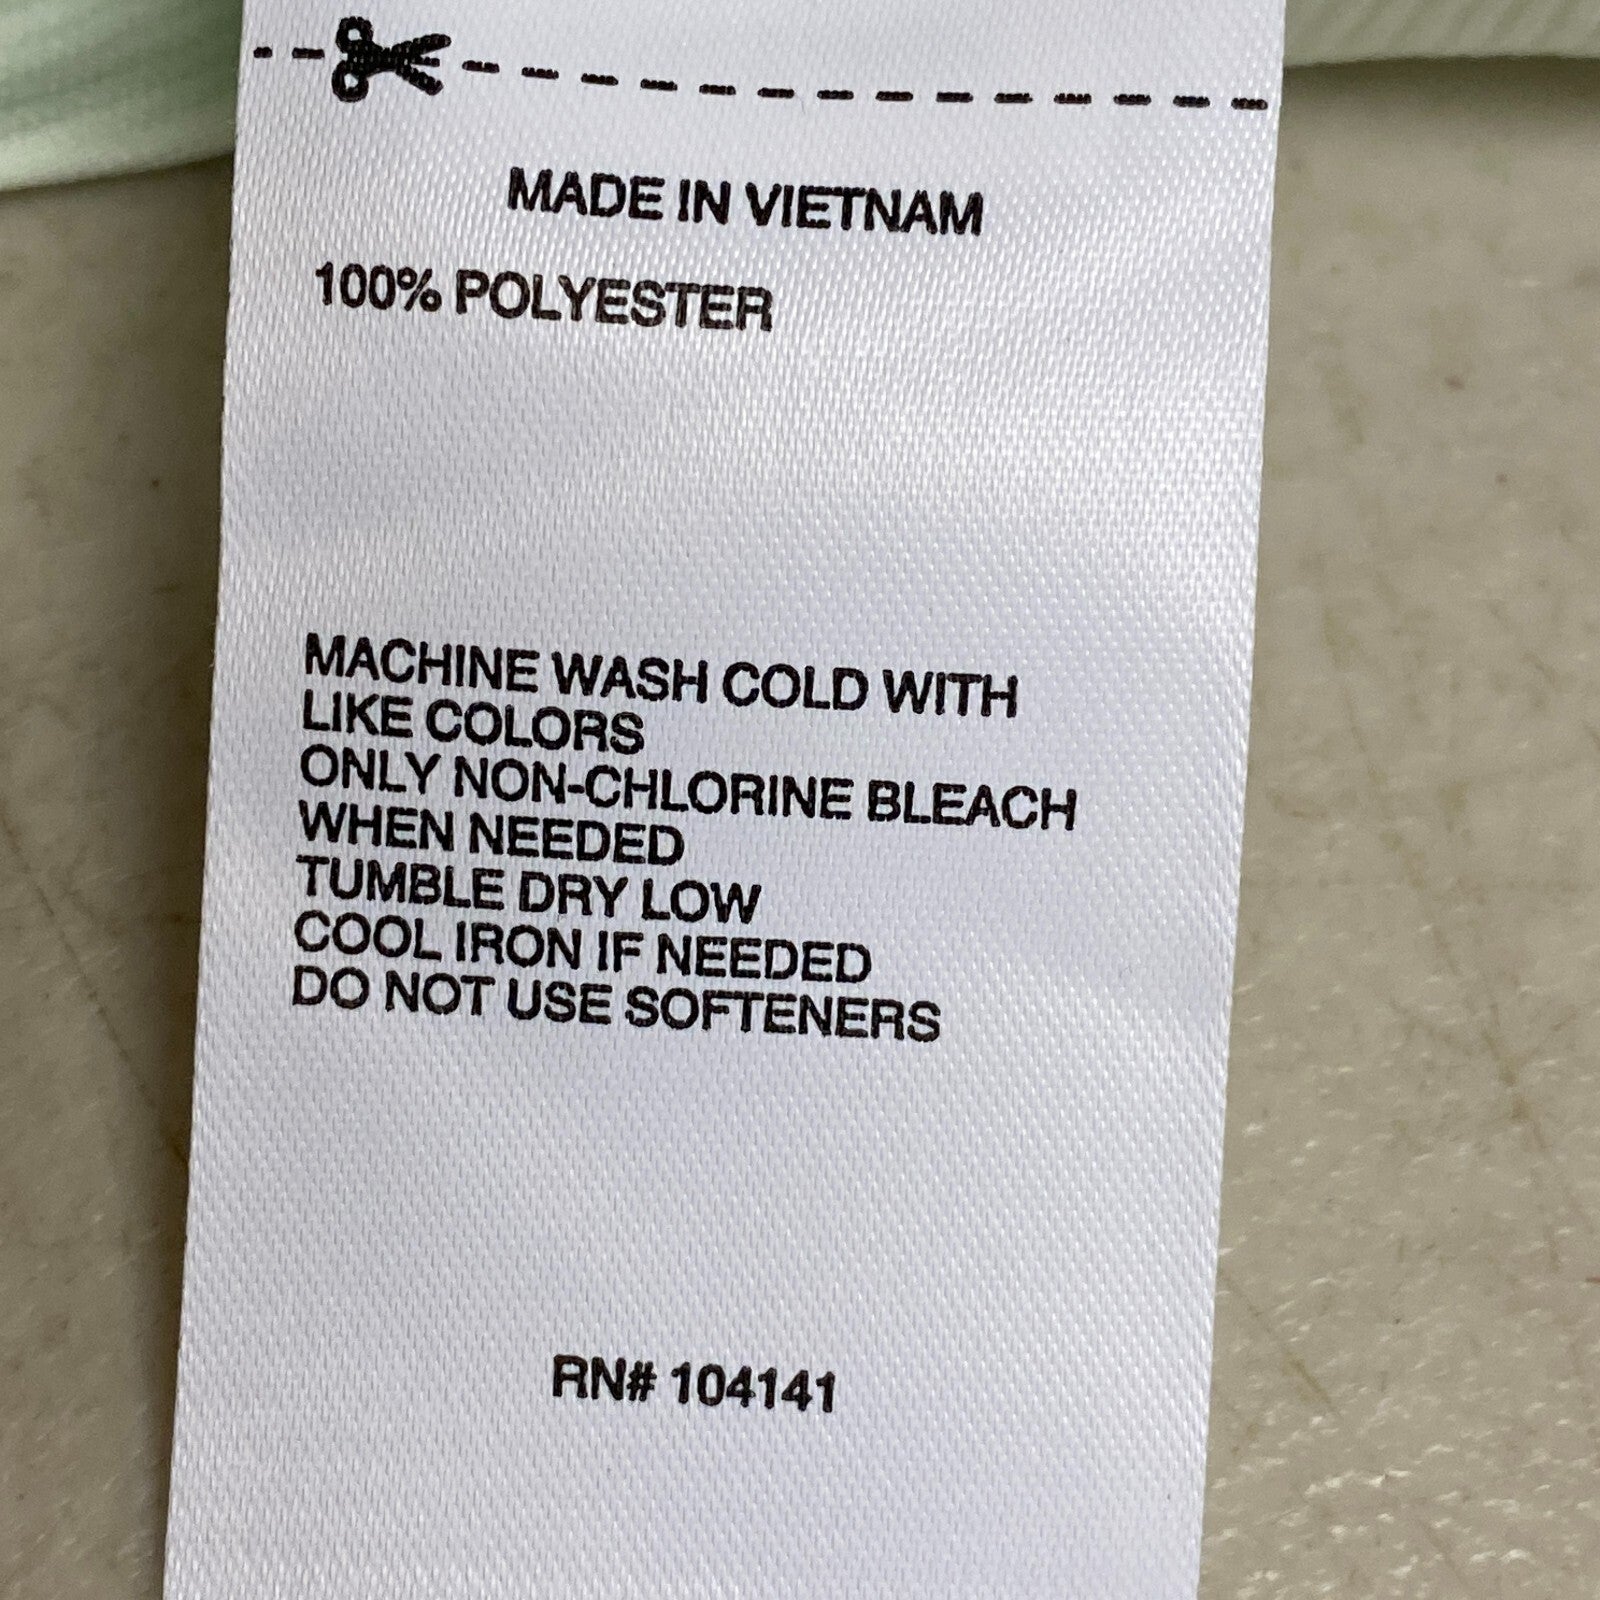 MADE IN VIETNAM
100% POLYESTER
MACHINE WASH COLD WITH
LIKE COLORS
ONLY NON-CHLORINE BLEACH
WHEN NEEDED
TUMBLE DRY LOW
COOL IRON IF NEEDED
DO NOT USE SOFTENERS
RN# 104141